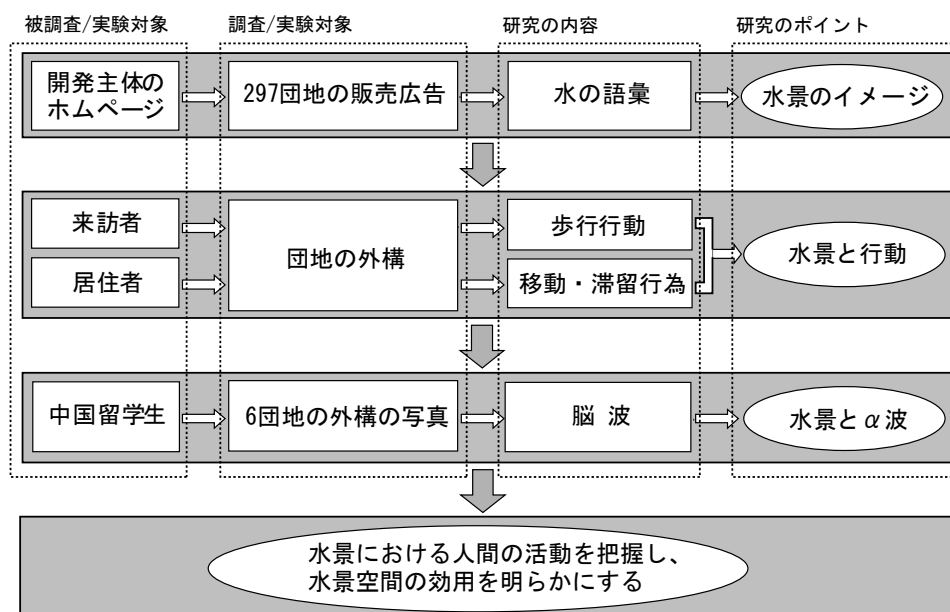 被調査/実験対象
調査/実験対象
研究の内容
研究のポイント
開発主体の
ホームページ
297団地の販売広告
水の語彙
水景のイメージ
来訪者
居住者
団地の外構
歩行行動
移動・滞留行為
水景と行動
中国留学生
6団地の外構の写真
脳 波
水景とα波
水景における人間の活動を把握し、
水景空間の効用を明らかにする